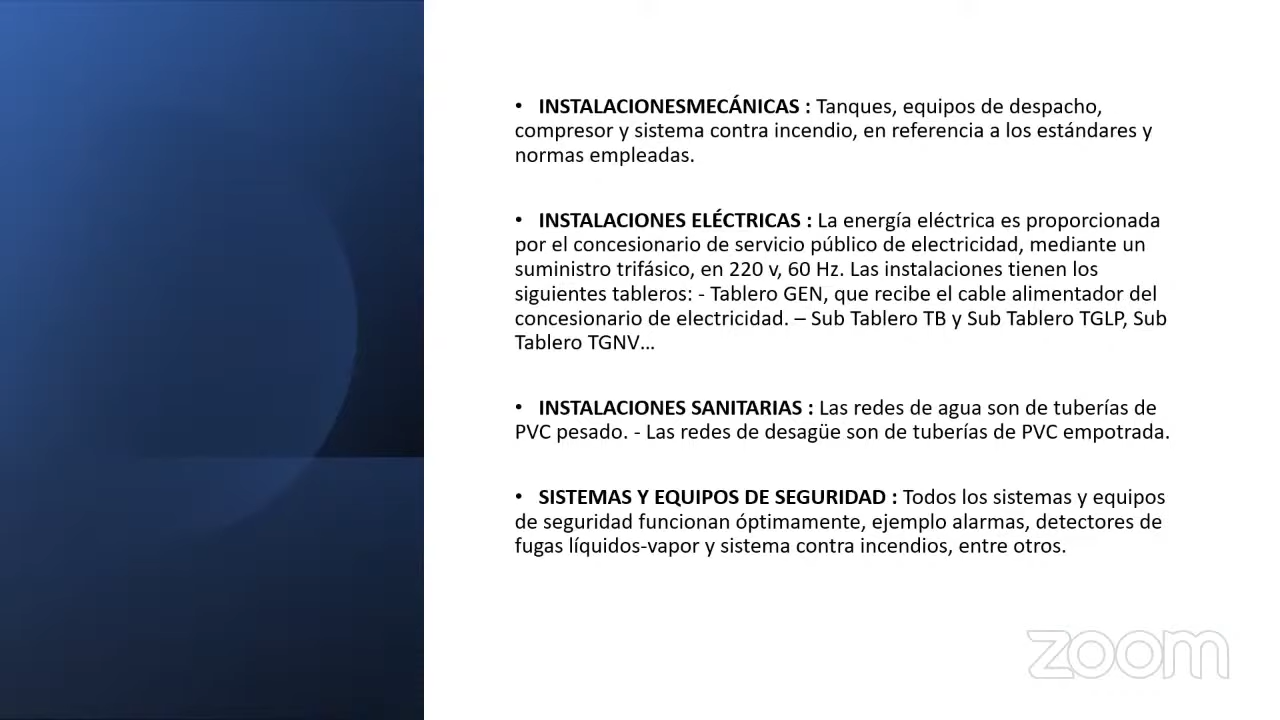 • INSTALACIONESMECÁNICAS : Tanques, equipos de despacho,
compresor y sistema contra incendio, en referencia a los estándares y
normas empleadas.
• INSTALACIONES ELÉCTRICAS : La energía eléctrica es proporcionada
por el concesionario de servicio público de electricidad, mediante un
suministro trifásico, en 220 v, 60 Hz. Las instalaciones tienen los
siguientes tableros: - Tablero GEN, que recibe el cable alimentador del
concesionario de electricidad. – Sub Tablero TB y Sub Tablero TGLP, Sub
Tablero TGNV...
• INSTALACIONES SANITARIAS : Las redes de agua son de tuberías de
PVC pesado. - Las redes de desagüe son de tuberías de PVC empotrada.
• SISTEMAS Y EQUIPOS DE SEGURIDAD : Todos los sistemas y equipos
de seguridad funcionan óptimamente, ejemplo alarmas, detectores de
fugas líquidos-vapor y sistema contra incendios, entre otros.
zoom